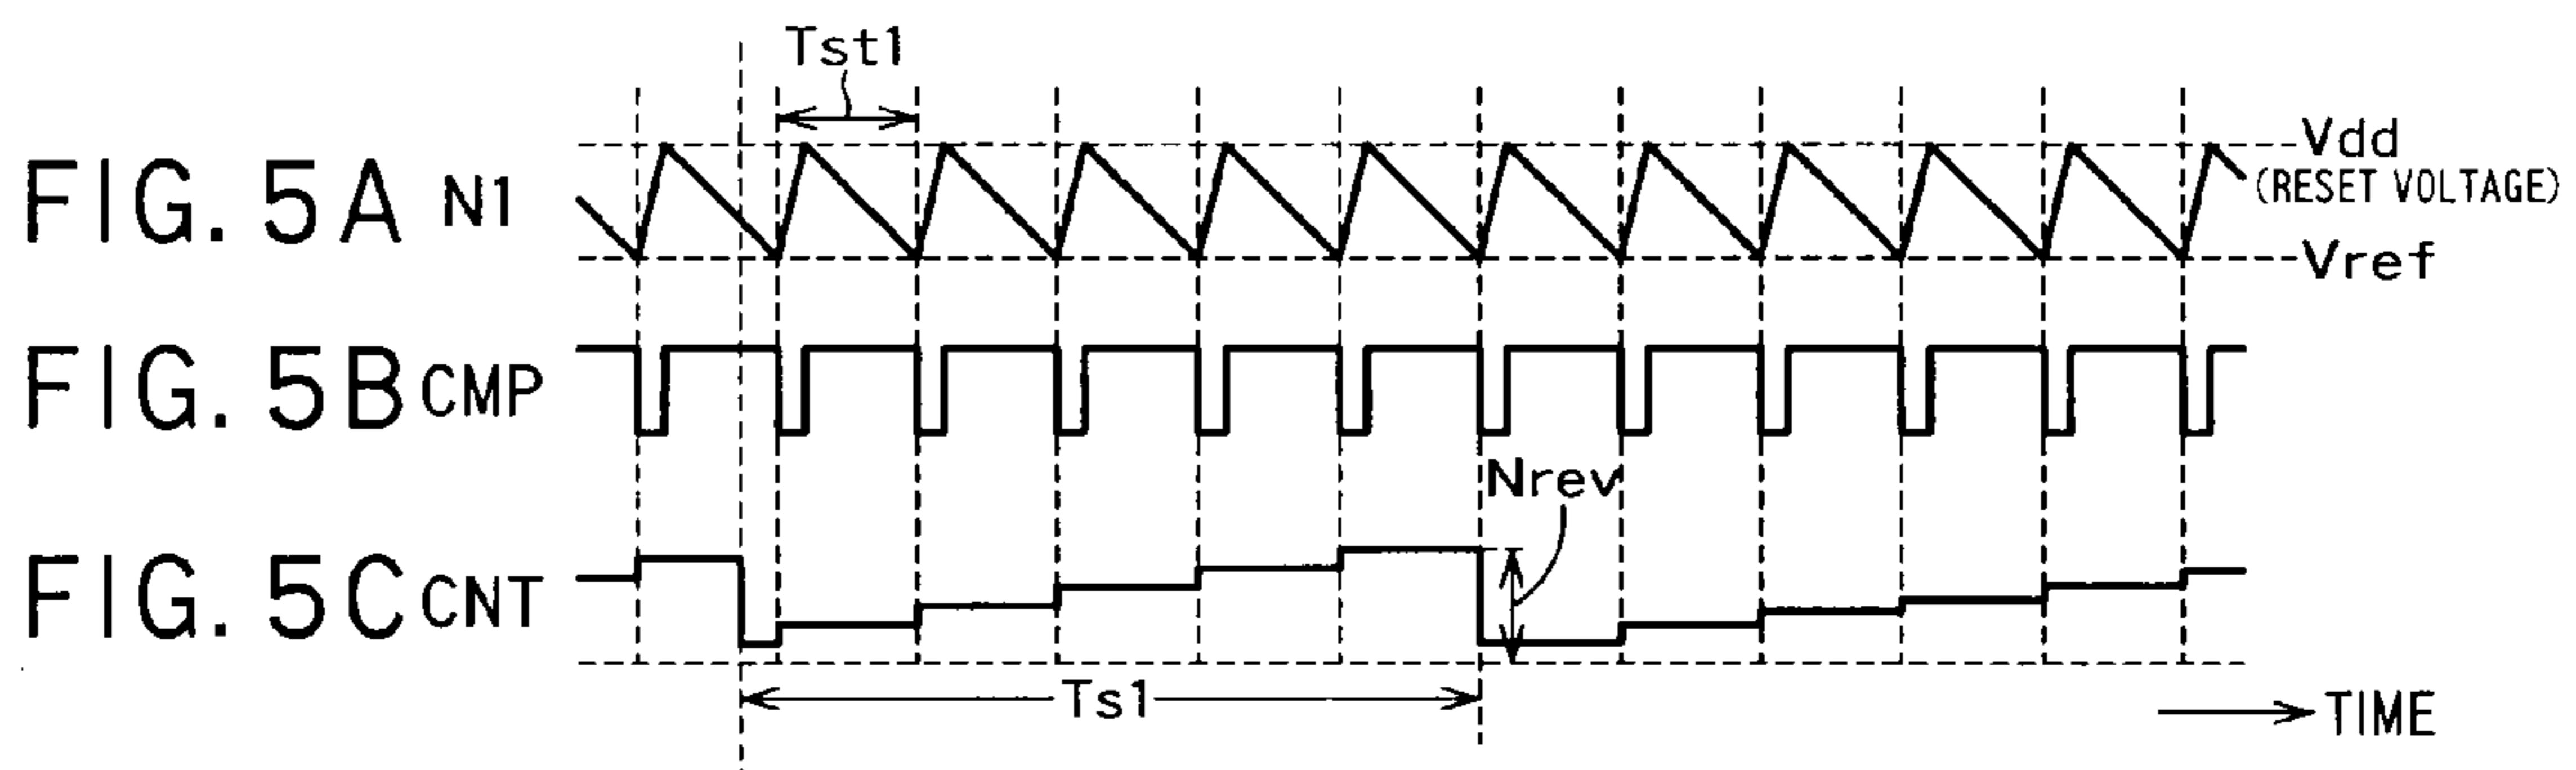 Tst1
FIG. 5A N1
Vdd
(RESET VOLTAGE)
Vref
FIG. 5B CMP
Nrev
FIG. 5C CNT
Ts1
TIME